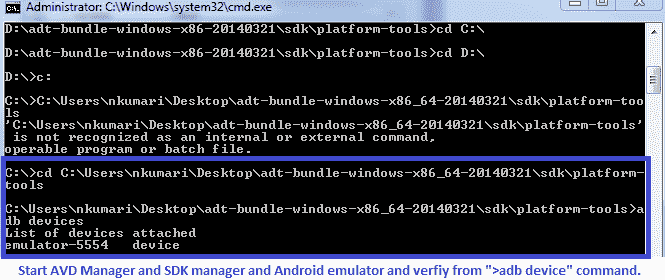 Administrator: C:\Windows\system32\cmd.exe
D:\adt-bundle-windows-x86-20140321\sdk\platform-tools>cd C:\
D:\adt-bundle-windows-x86-20140321\sdk\platform-tools>cd D:\
D:\>c:
C:\>C:\Users\nkumari\Desktop\adt-bundle-windows-x86_64-20140321\sdk\platform-too
ls
'C:\Users\nkumari\Desktop\adt-bundle-windows-x86_64-20140321\sdk\platform-tools'
is not recognized as an internal or external command,
operable program or batch file.
C:\>cd C:\Users\nkumari\Desktop\adt-bundle-windows-x86_64-20140321\sdk\platform-
tools
C:\Users\nkumari\Desktop\adt-bundle-windows-x86_64-20140321\sdk\platform-tools>a
db devices
List of devices attached
emulator-5554 device
Start AVD Manager and SDK manager and Android emulator and verfiy from ">adb device" command.